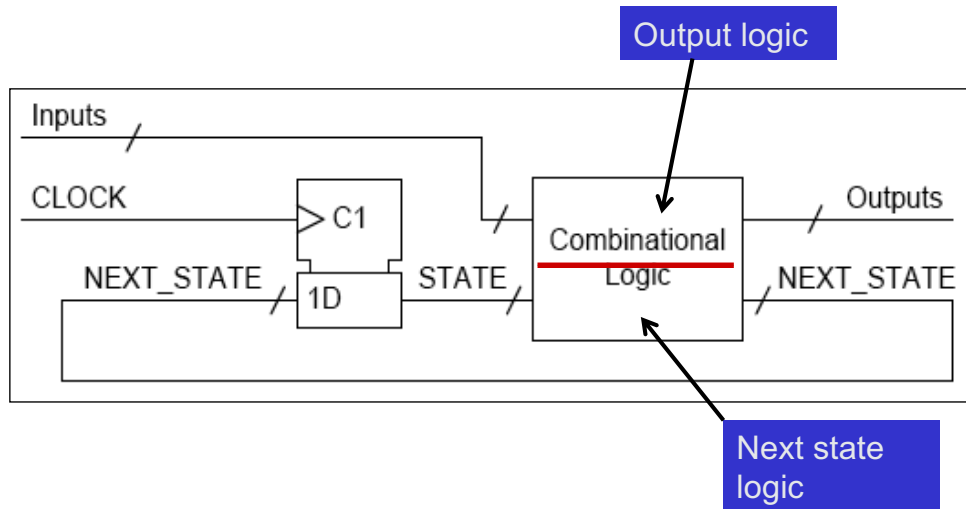 Output logic
Inputs
CLOCK
C1
Outputs
Combinational
Logic
NEXT_STATE
1D
STATE
NEXT_STATE
Next state
logic